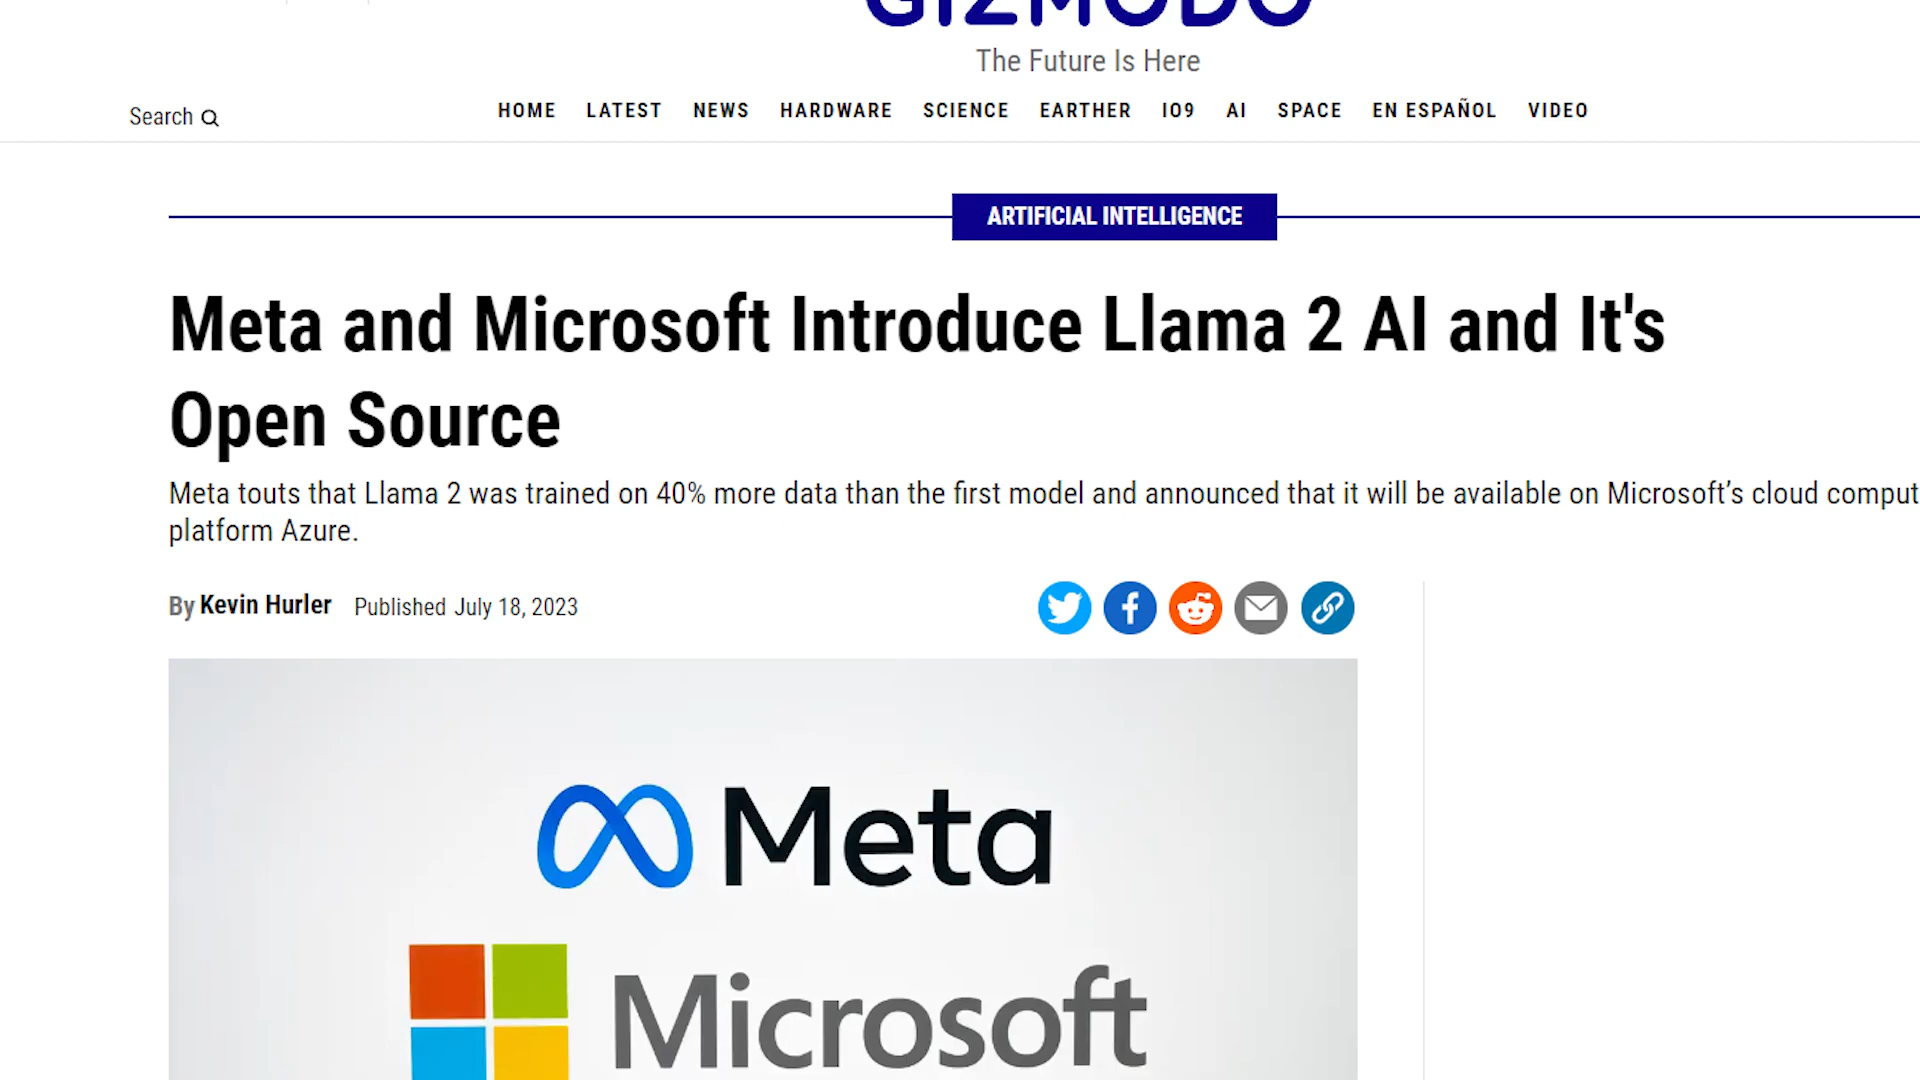 GIZMODO
The Future Is Here
Search
HOME LATEST NEWS HARDWARE SCIENCE EARTHER IO9 AI SPACE EN ESPAÑOL VIDEO
ARTIFICIAL INTELLIGENCE
Meta and Microsoft Introduce Llama 2 AI and It's
Open Source
Meta touts that Llama 2 was trained on 40% more data than the first model and announced that it will be available on Microsoft’s cloud comput
platform Azure.
By Kevin Hurler Published July 18, 2023
Meta
Microsoft